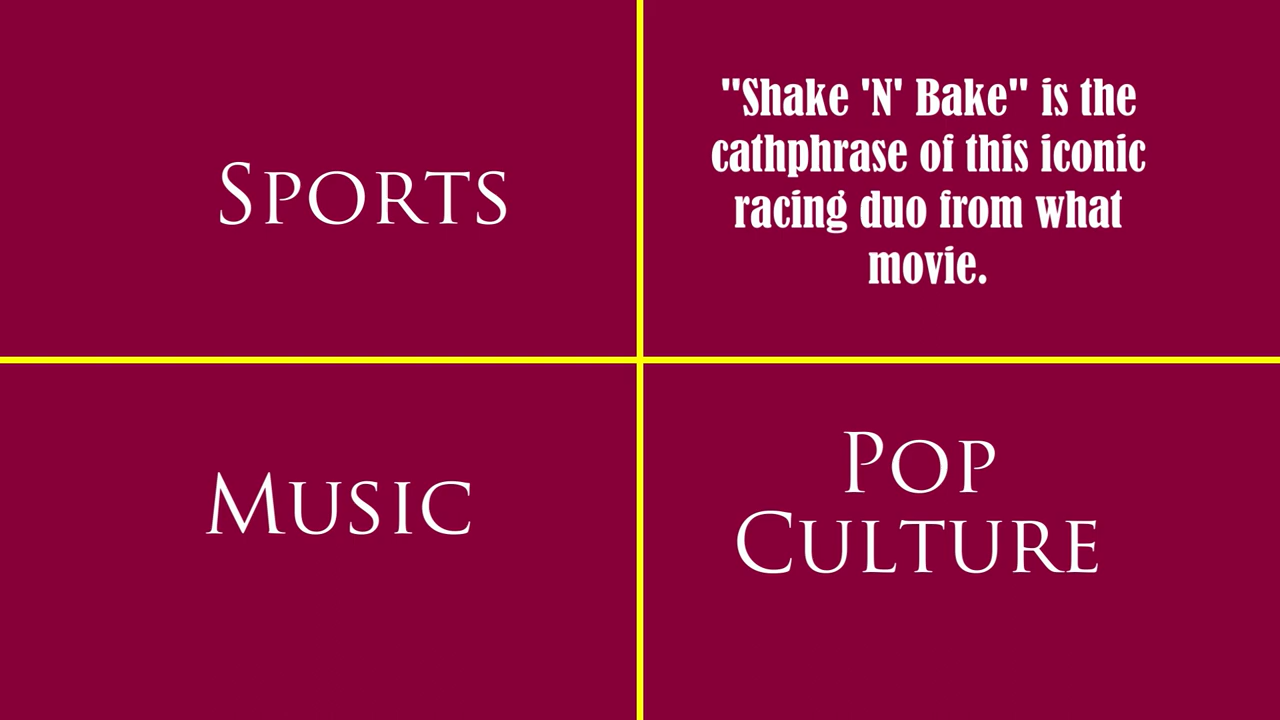 Sports
"Shake 'N' Bake" is the
cathphrase of this iconic
racing duo from what
movie.
Music
Pop
Culture